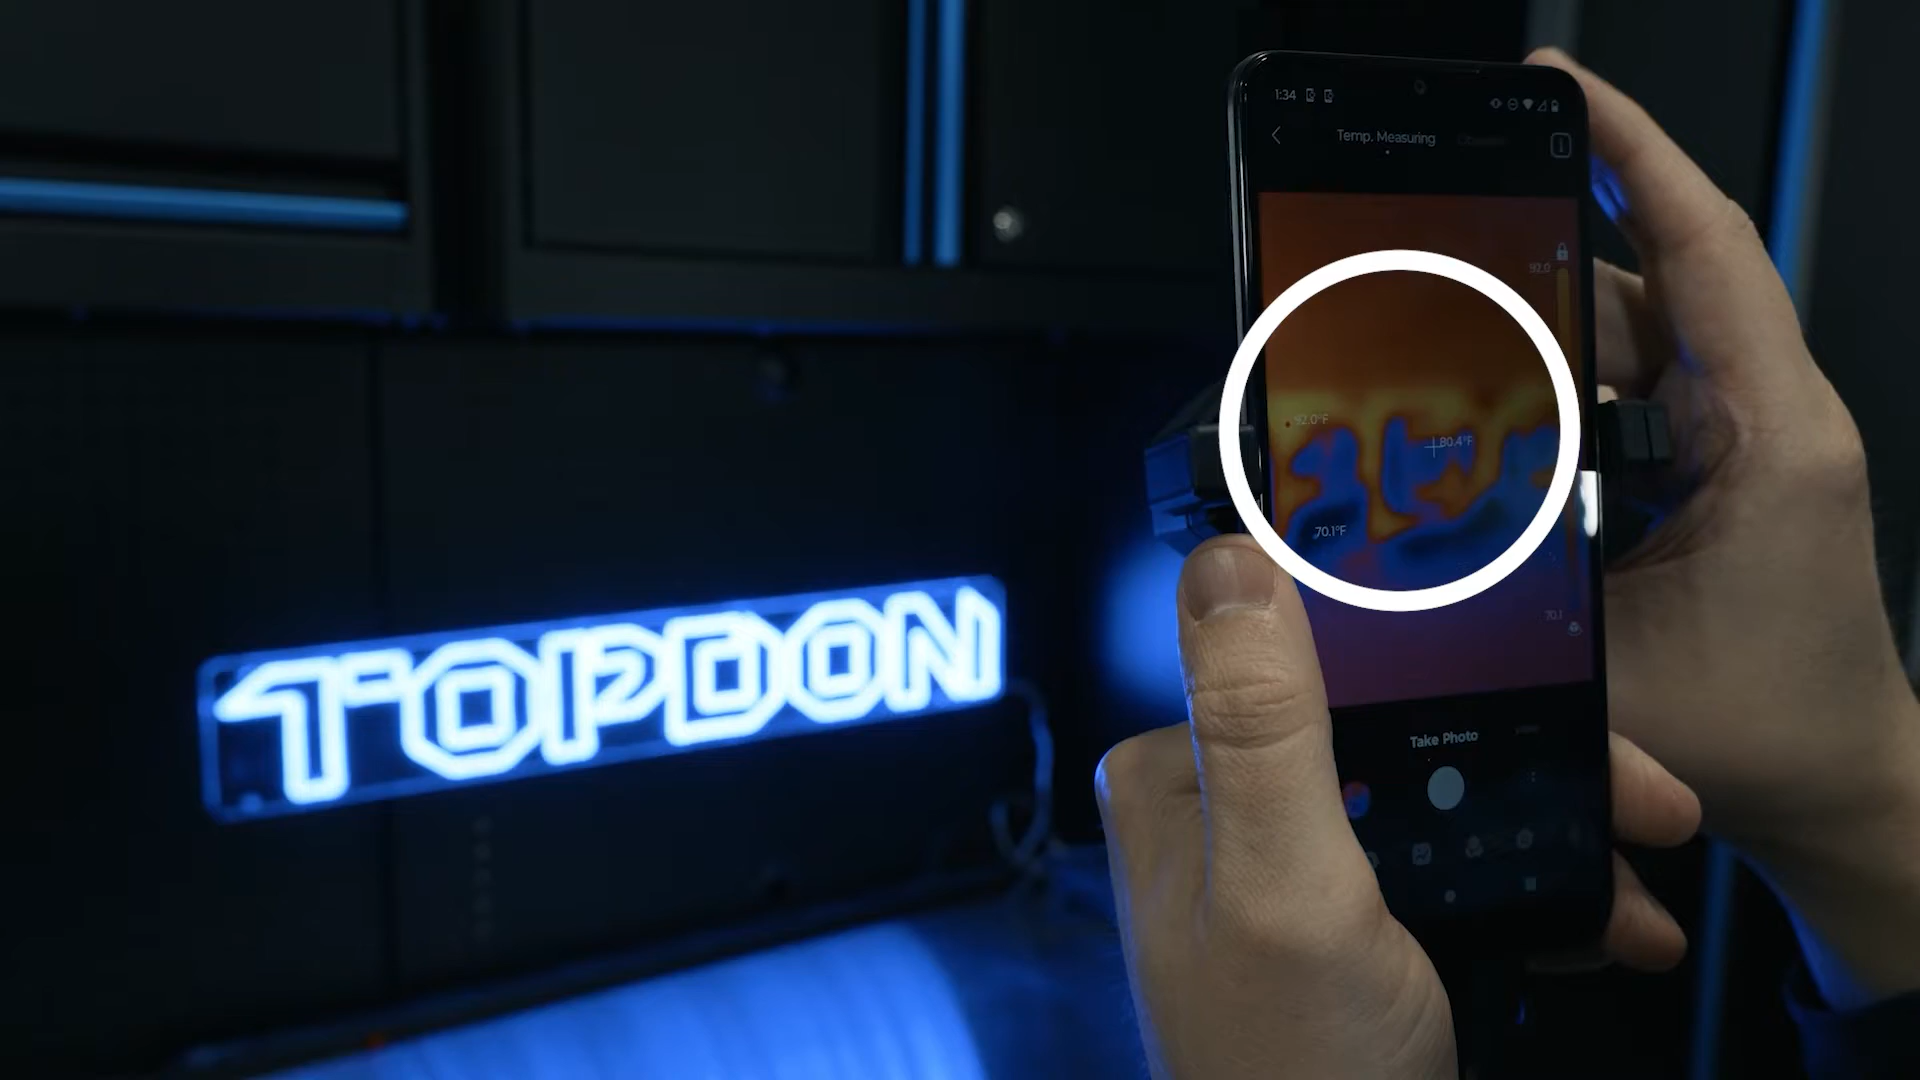 1:34
Temp. Measuring
92.0
92.0°F
80.4°F
70.1°F
70.1
Take Photo
TOPDON